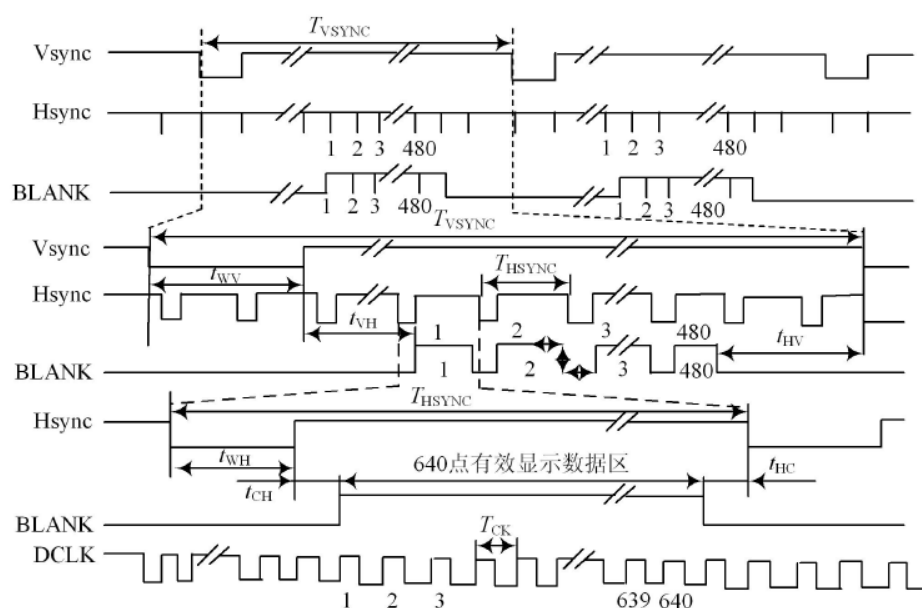 T_VSYNC
Vsync
Hsync
1 2 3 480 1 2 3 480
BLANK
1 2 3 480 1 2 3 480
T_VSYNC
Vsync
t_WV T_HSYNC
Hsync
t_VH 1 2 3 480 t_HV
BLANK 1 2 3 480
T_HSYNC
Hsync
t_WH 640点有效显示数据区 t_HC
t_CH
BLANK T_CK
DCLK
1 2 3 639 640